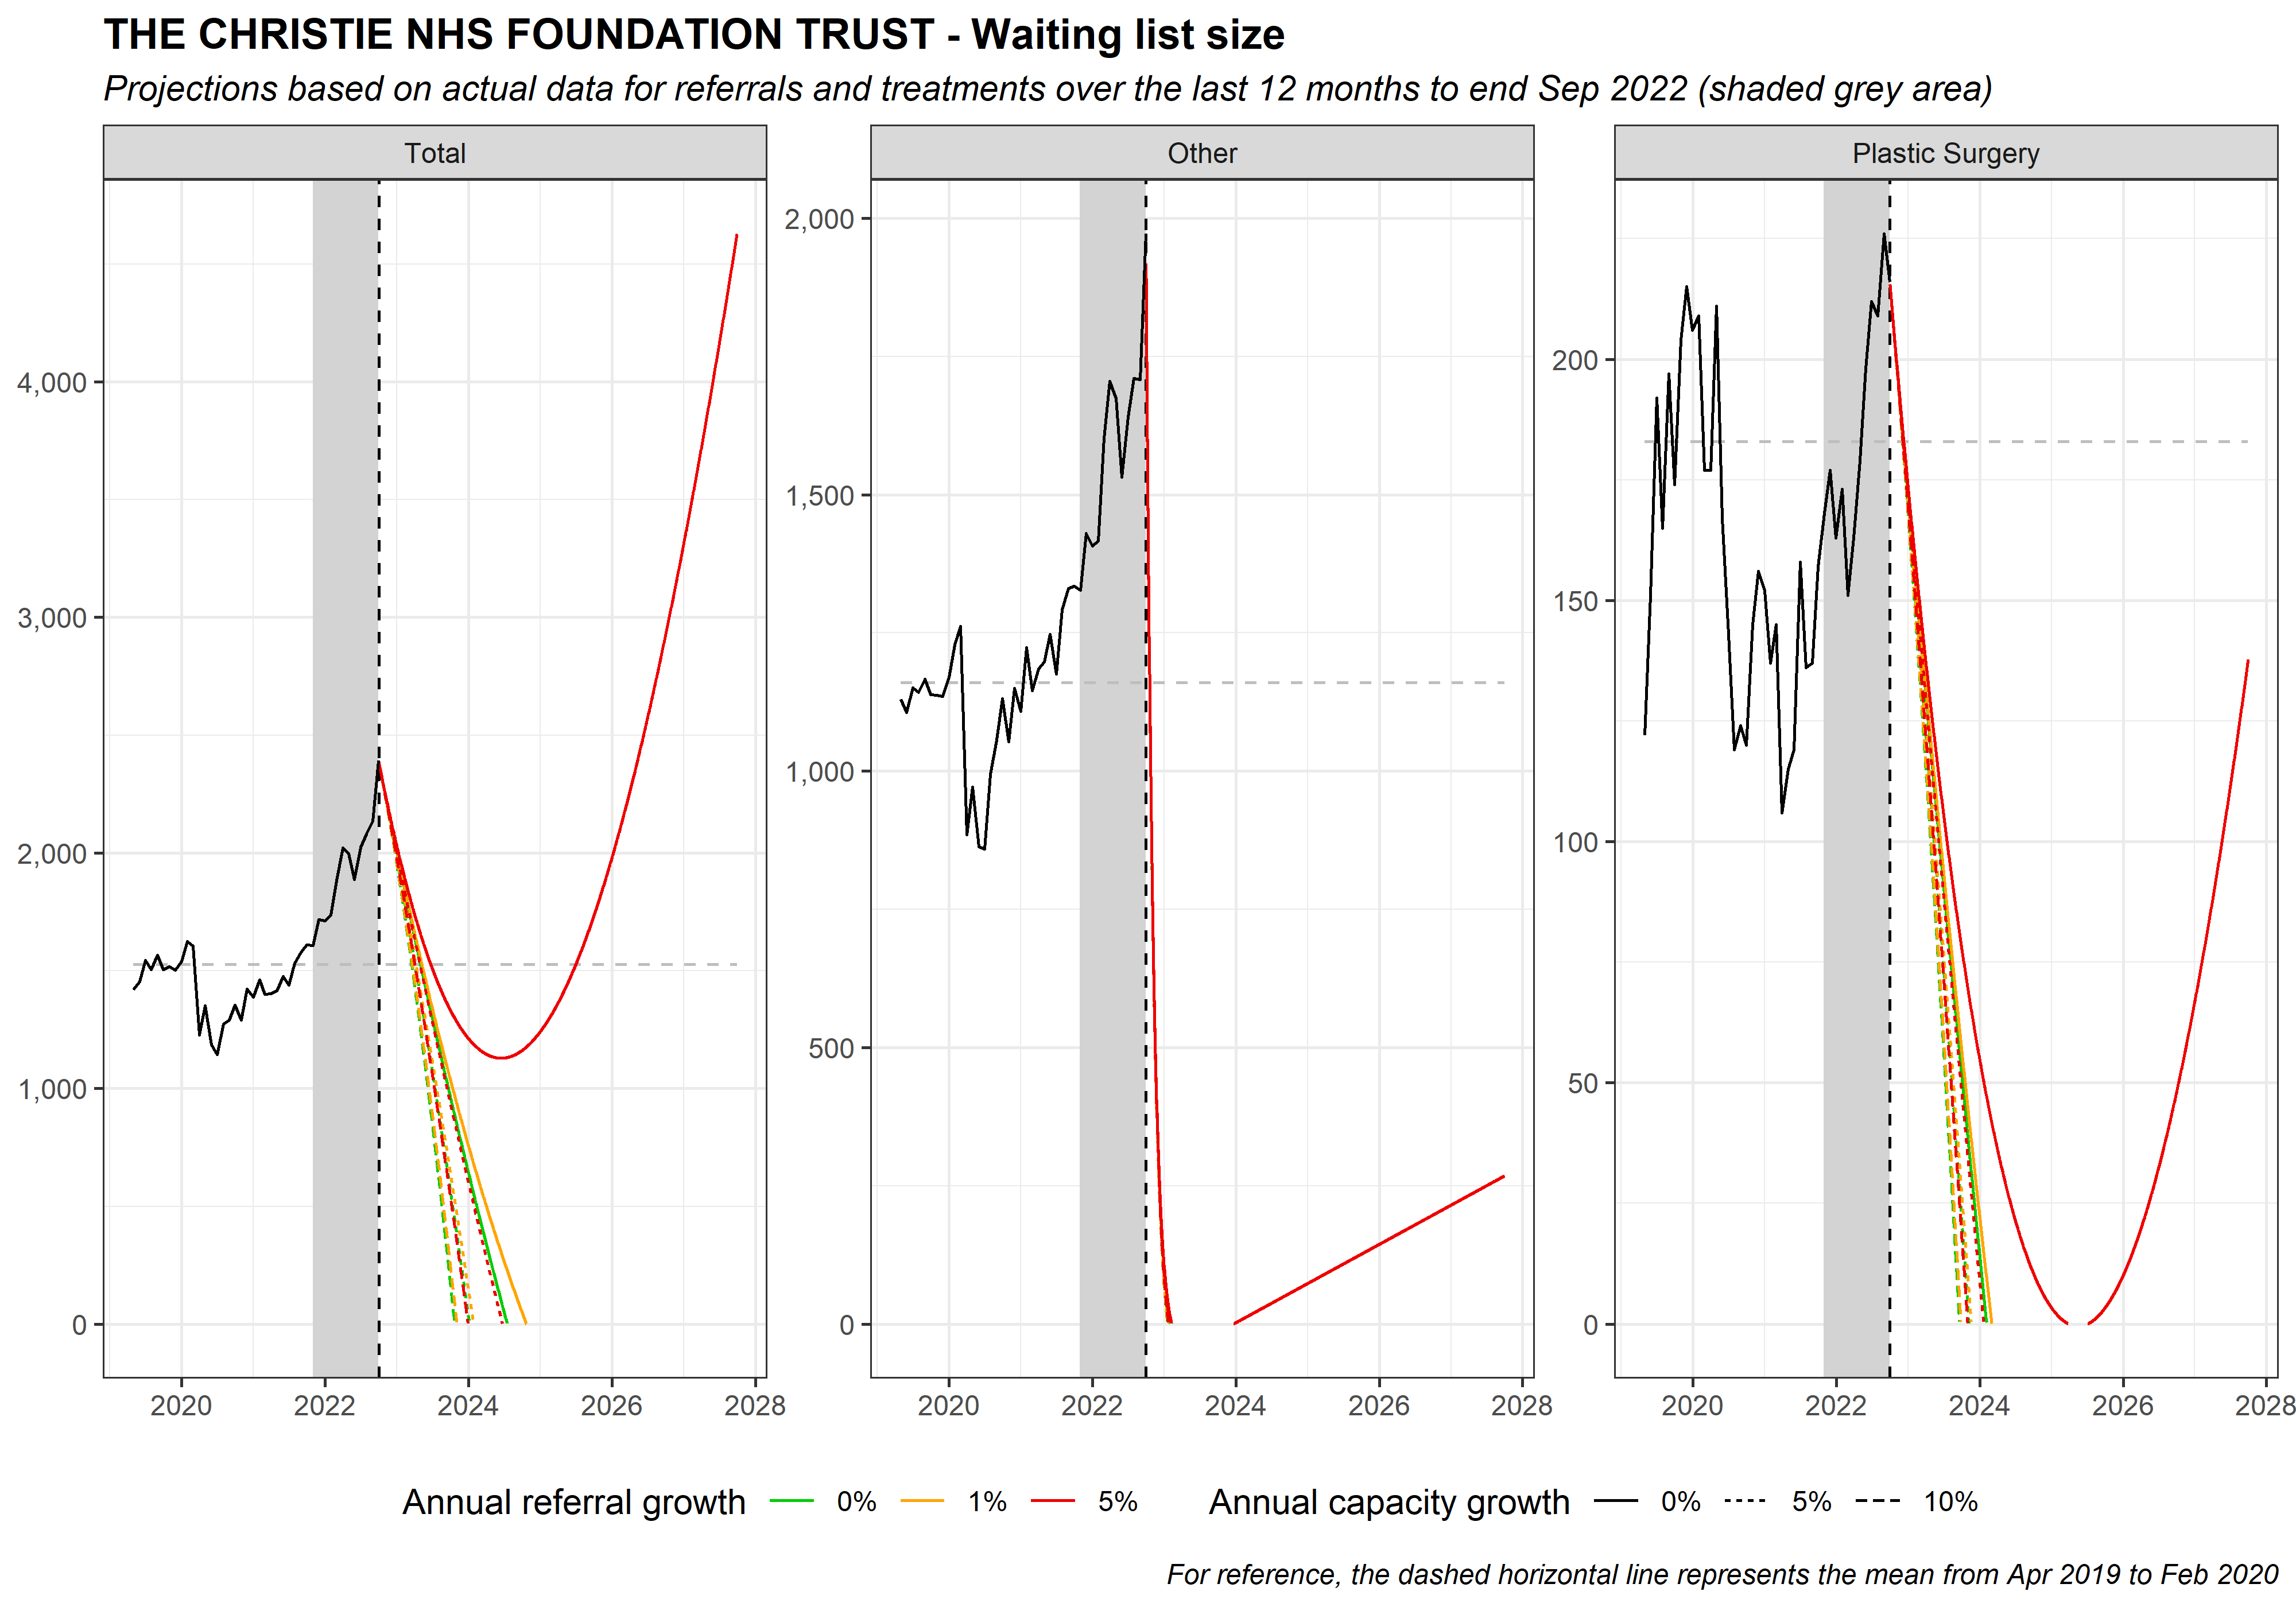 THE CHRISTIE NHS FOUNDATION TRUST - Waiting list size
Projections based on actual data for referrals and treatments over the last 12 months to end Sep 2022 (shaded grey area)
Total
Other
Plastic Surgery
4,000
3,000
2,000
1,000
0
2020 2022 2024 2026 2028
2,000
1,500
1,000
500
0
2020 2022 2024 2026 2028
200
150
100
50
0
2020 2022 2024 2026 2028
Annual referral growth 0% 1% 5% Annual capacity growth 0% 5% 10%
For reference, the dashed horizontal line represents the mean from Apr 2019 to Feb 2020